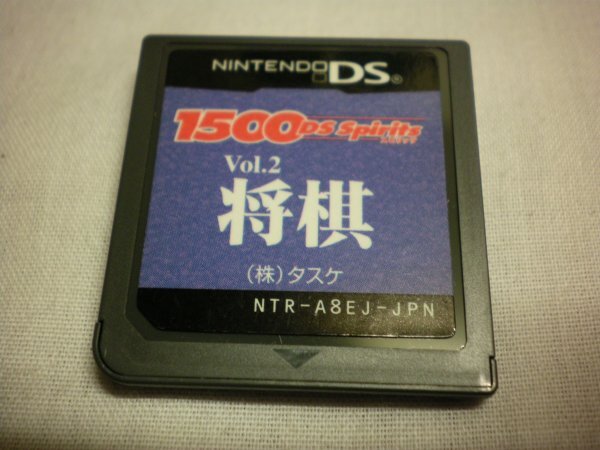 NINTENDO DS®
1500 DS Spirits
Vol.2
将棋
(株)タスケ
NTR-A8EJ-JPN